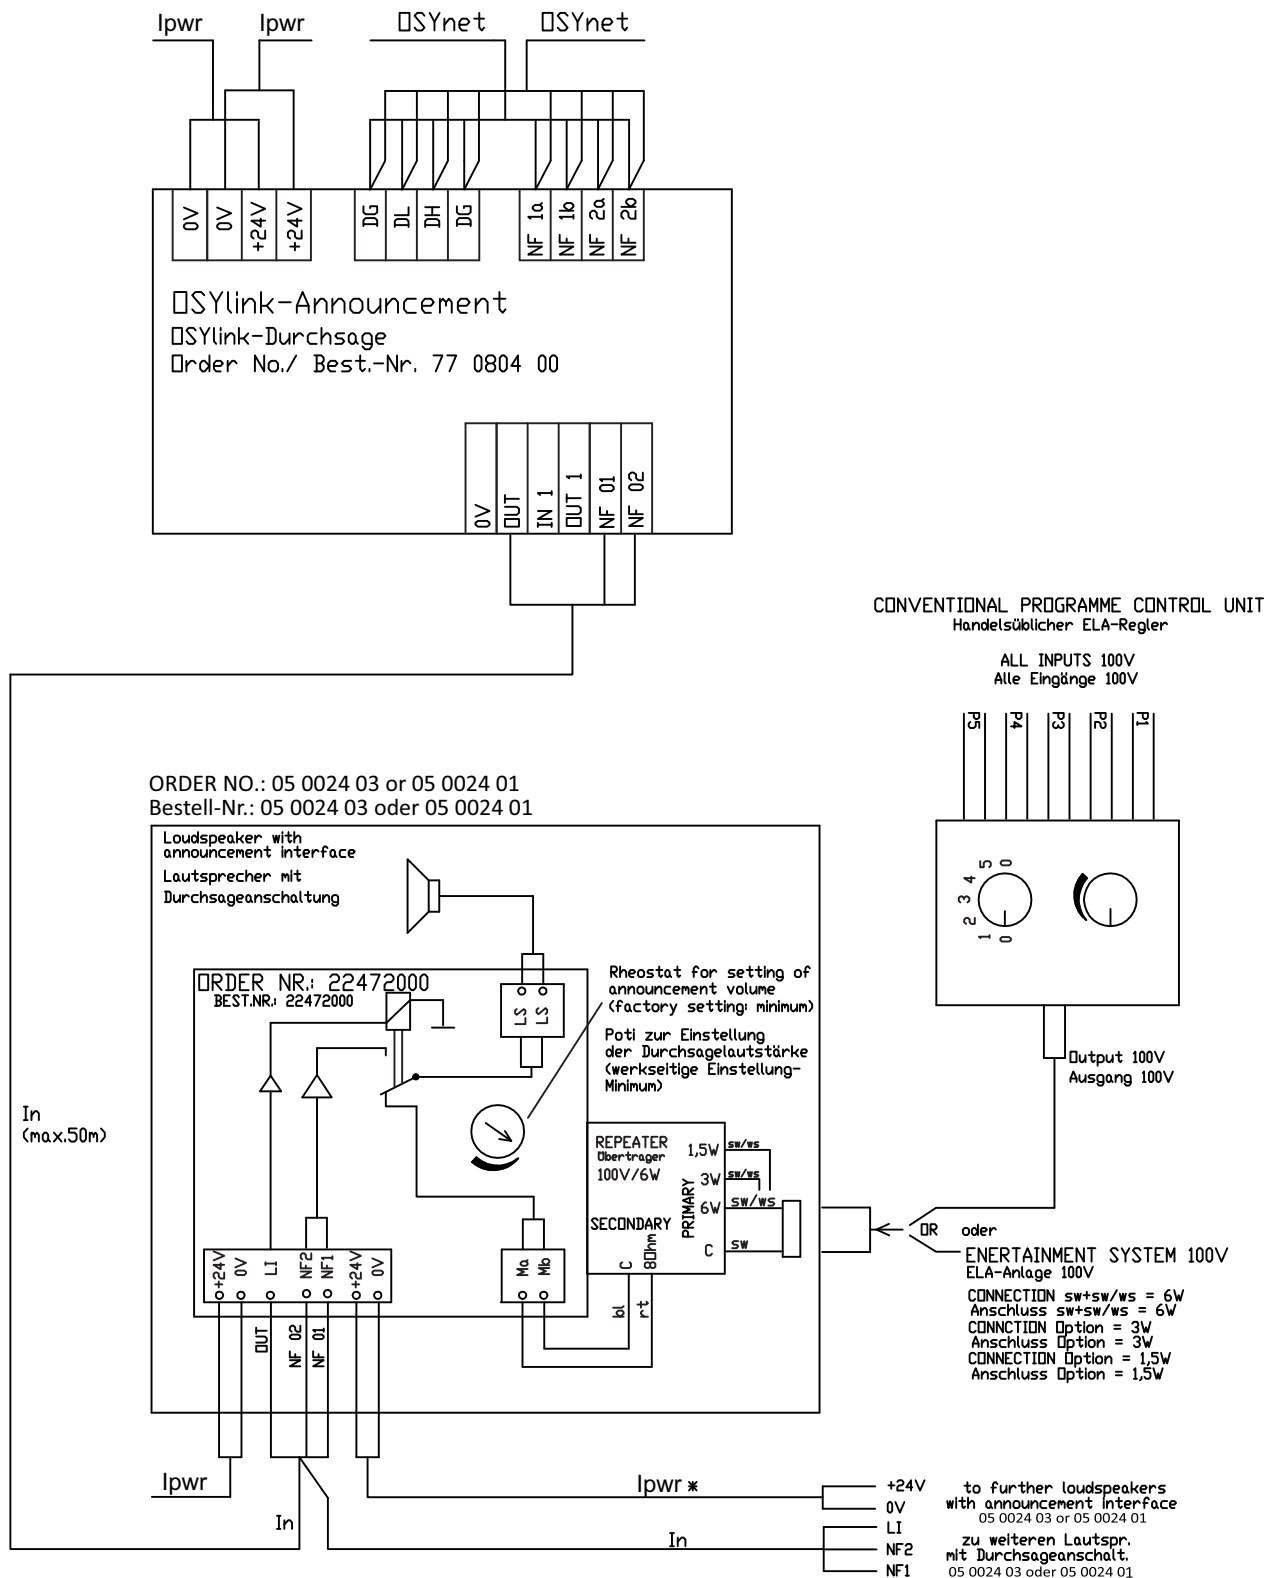 Ipwr
Ipwr
OSYnet
OSYnet
0V
0V
+24V
+24V
DG
DL
DH
DG
NF 1a
NF 1b
NF 2a
NF 2b
OSYlink-Announcement
OSYlink-Durchsage
Order No./ Best.-Nr. 77 0804 00
0V
OUT
IN 1
OUT 1
NF 01
NF 02
CONVENTIONAL PROGRAMME CONTROL UNIT
Handelsüblicher ELA-Regler
ALL INPUTS 100V
Alle Eingänge 100V
P5
P4
P3
P2
P1
0
5
4
3
2
1
0
Output 100V
Ausgang 100V
ORDER NO.: 05 0024 03 or 05 0024 01
Bestell-Nr.: 05 0024 03 oder 05 0024 01
Loudspeaker with
announcement interface
Lautsprecher mit
Durchsageanschaltung
ORDER NR.: 22472000
BEST.NR.: 22472000
LS
LS
Rheostat for setting of
announcement volume
(factory setting: minimum)
Poti zur Einstellung
der Durchsagelautstärke
(werkseitige Einstellung-
Minimum)
In
(max.50m)
REPEATER
Übertrager
100V/6W
SECONDARY
C
8Ohm
PRIMARY
1,5W
3W
6W
C
sw/ws
sw/ws
sw/ws
sw
OR oder
ENERTAINMENT SYSTEM 100V
ELA-Anlage 100V
CONNECTION sw+sw/ws = 6W
Anschluss sw+sw/ws = 6W
CONNCTION Option = 3W
Anschluss Option = 3W
CONNECTION Option = 1,5W
Anschluss Option = 1,5W
+24V
0V
LI
NF2
NF1
+24V
0V
Ma
Mb
bl
rt
OUT
NF 02
NF 01
Ipwr
In
Ipwr *
In
+24V
0V
LI
NF2
NF1
to further loudspeakers
with announcement interface
05 0024 03 or 05 0024 01
zu weiteren Lautspr.
mit Durchsageanschalt.
05 0024 03 oder 05 0024 01